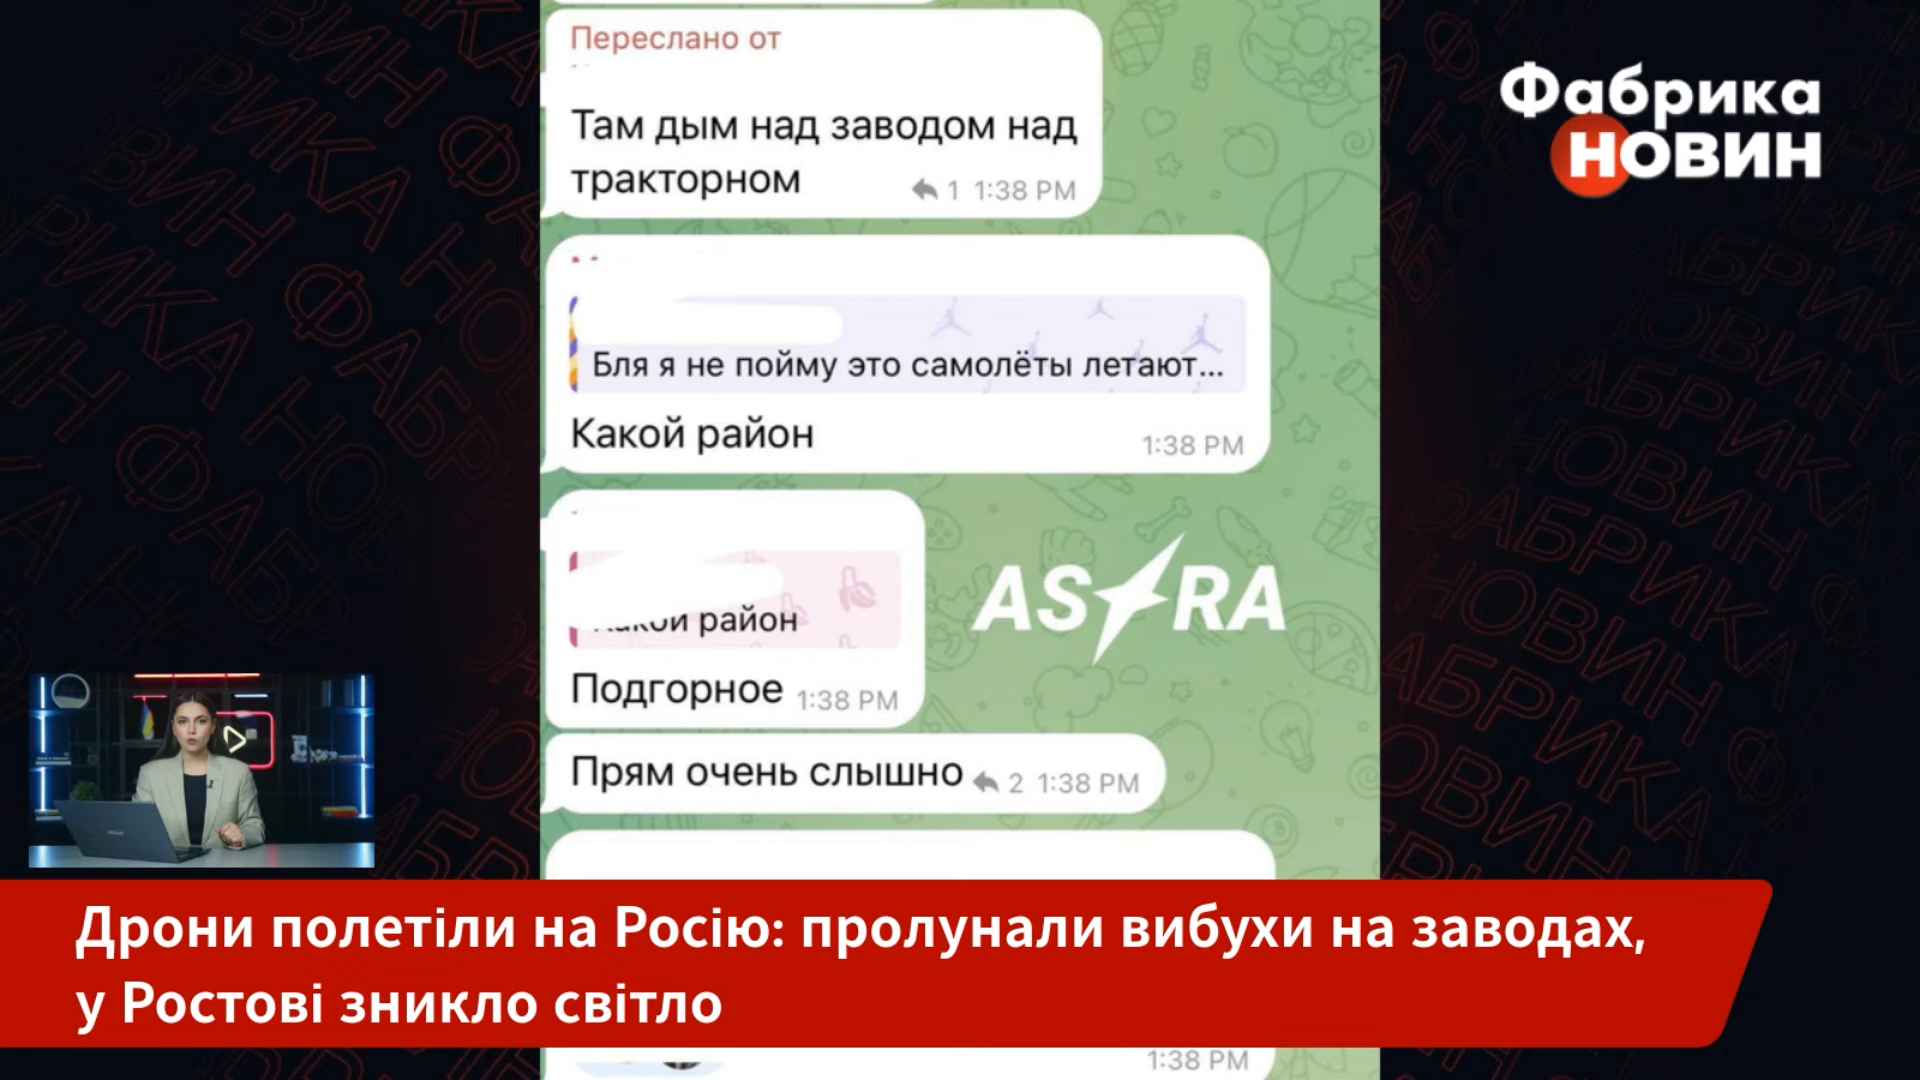 Переслано от
Там дым над заводом над
тракторном
1 1:38 PM
Бля я не пойму это самолёты летают...
Какой район
1:38 PM
район
Подгорное 1:38 PM
Прям очень слышно 2 1:38 PM
1:38 PM
ASTRA
Фабрика
новин
Дрони полетіли на Росію: пролунали вибухи на заводах,
у Ростові зникло світло